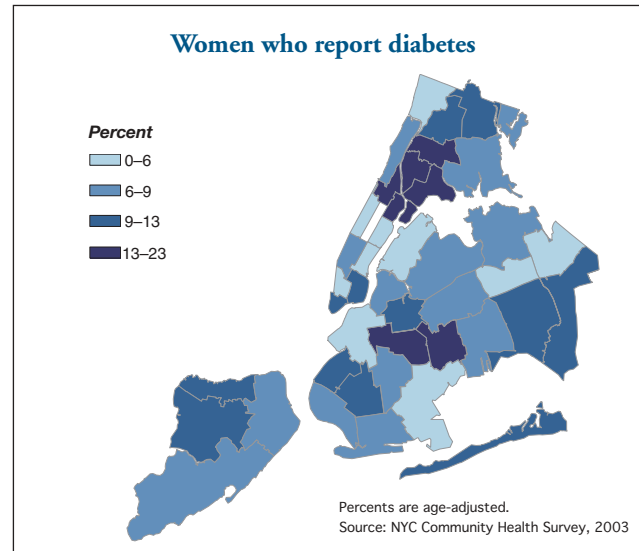 Women who report diabetes
Percent
0–6
6–9
9–13
13–23
Percents are age-adjusted.
Source: NYC Community Health Survey, 2003